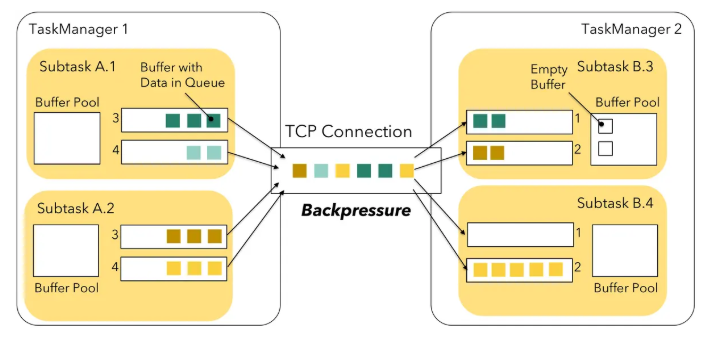 TaskManager 1
TaskManager 2
Subtask A.1
Buffer with
Data in Queue
Buffer Pool
3
4
TCP Connection
Backpressure
Subtask A.2
3
4
Buffer Pool
Empty
Buffer
Subtask B.3
Buffer Pool
1
2
Subtask B.4
1
2
Buffer Pool